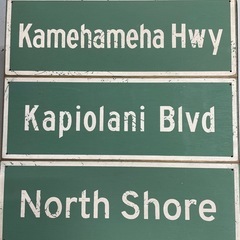 Kamehameha Hwy
Kapiolani Blvd
North Shore